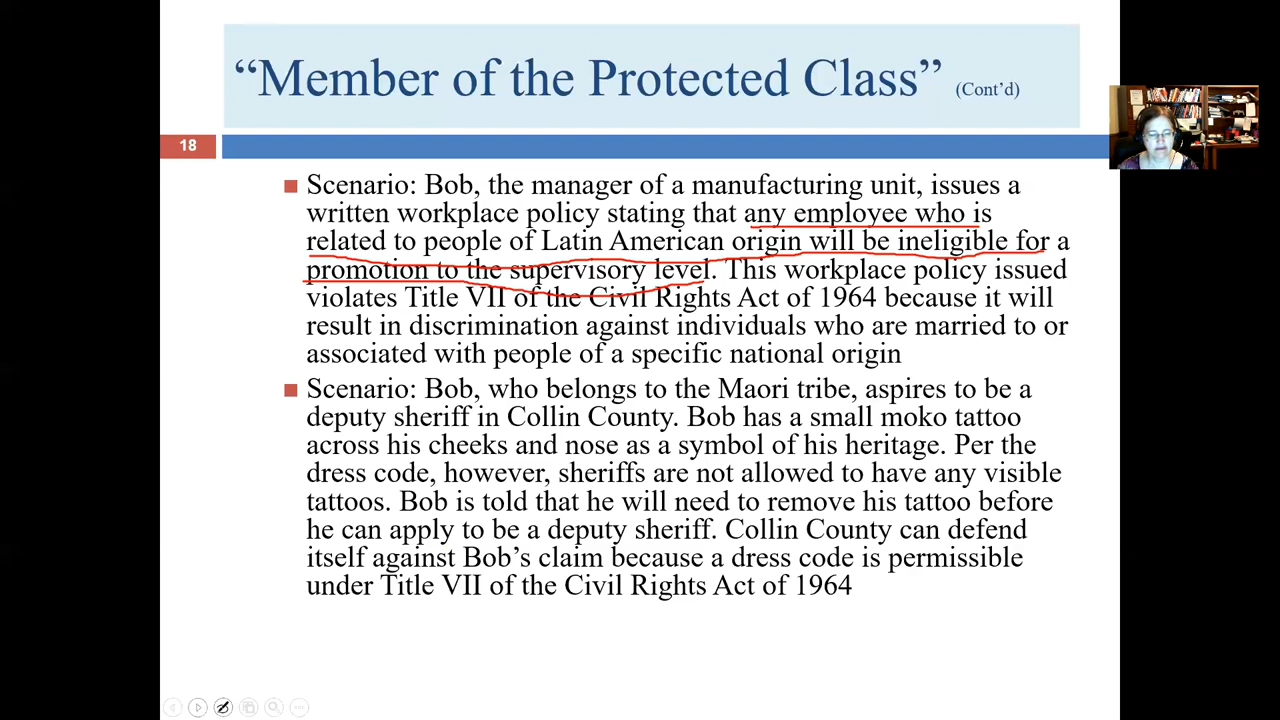 “Member of the Protected Class” (Cont’d)
18
Scenario: Bob, the manager of a manufacturing unit, issues a
written workplace policy stating that any employee who is
related to people of Latin American origin will be ineligible for a
promotion to the supervisory level. This workplace policy issued
violates Title VII of the Civil Rights Act of 1964 because it will
result in discrimination against individuals who are married to or
associated with people of a specific national origin
Scenario: Bob, who belongs to the Maori tribe, aspires to be a
deputy sheriff in Collin County. Bob has a small moko tattoo
across his cheeks and nose as a symbol of his heritage. Per the
dress code, however, sheriffs are not allowed to have any visible
tattoos. Bob is told that he will need to remove his tattoo before
he can apply to be a deputy sheriff. Collin County can defend
itself against Bob’s claim because a dress code is permissible
under Title VII of the Civil Rights Act of 1964